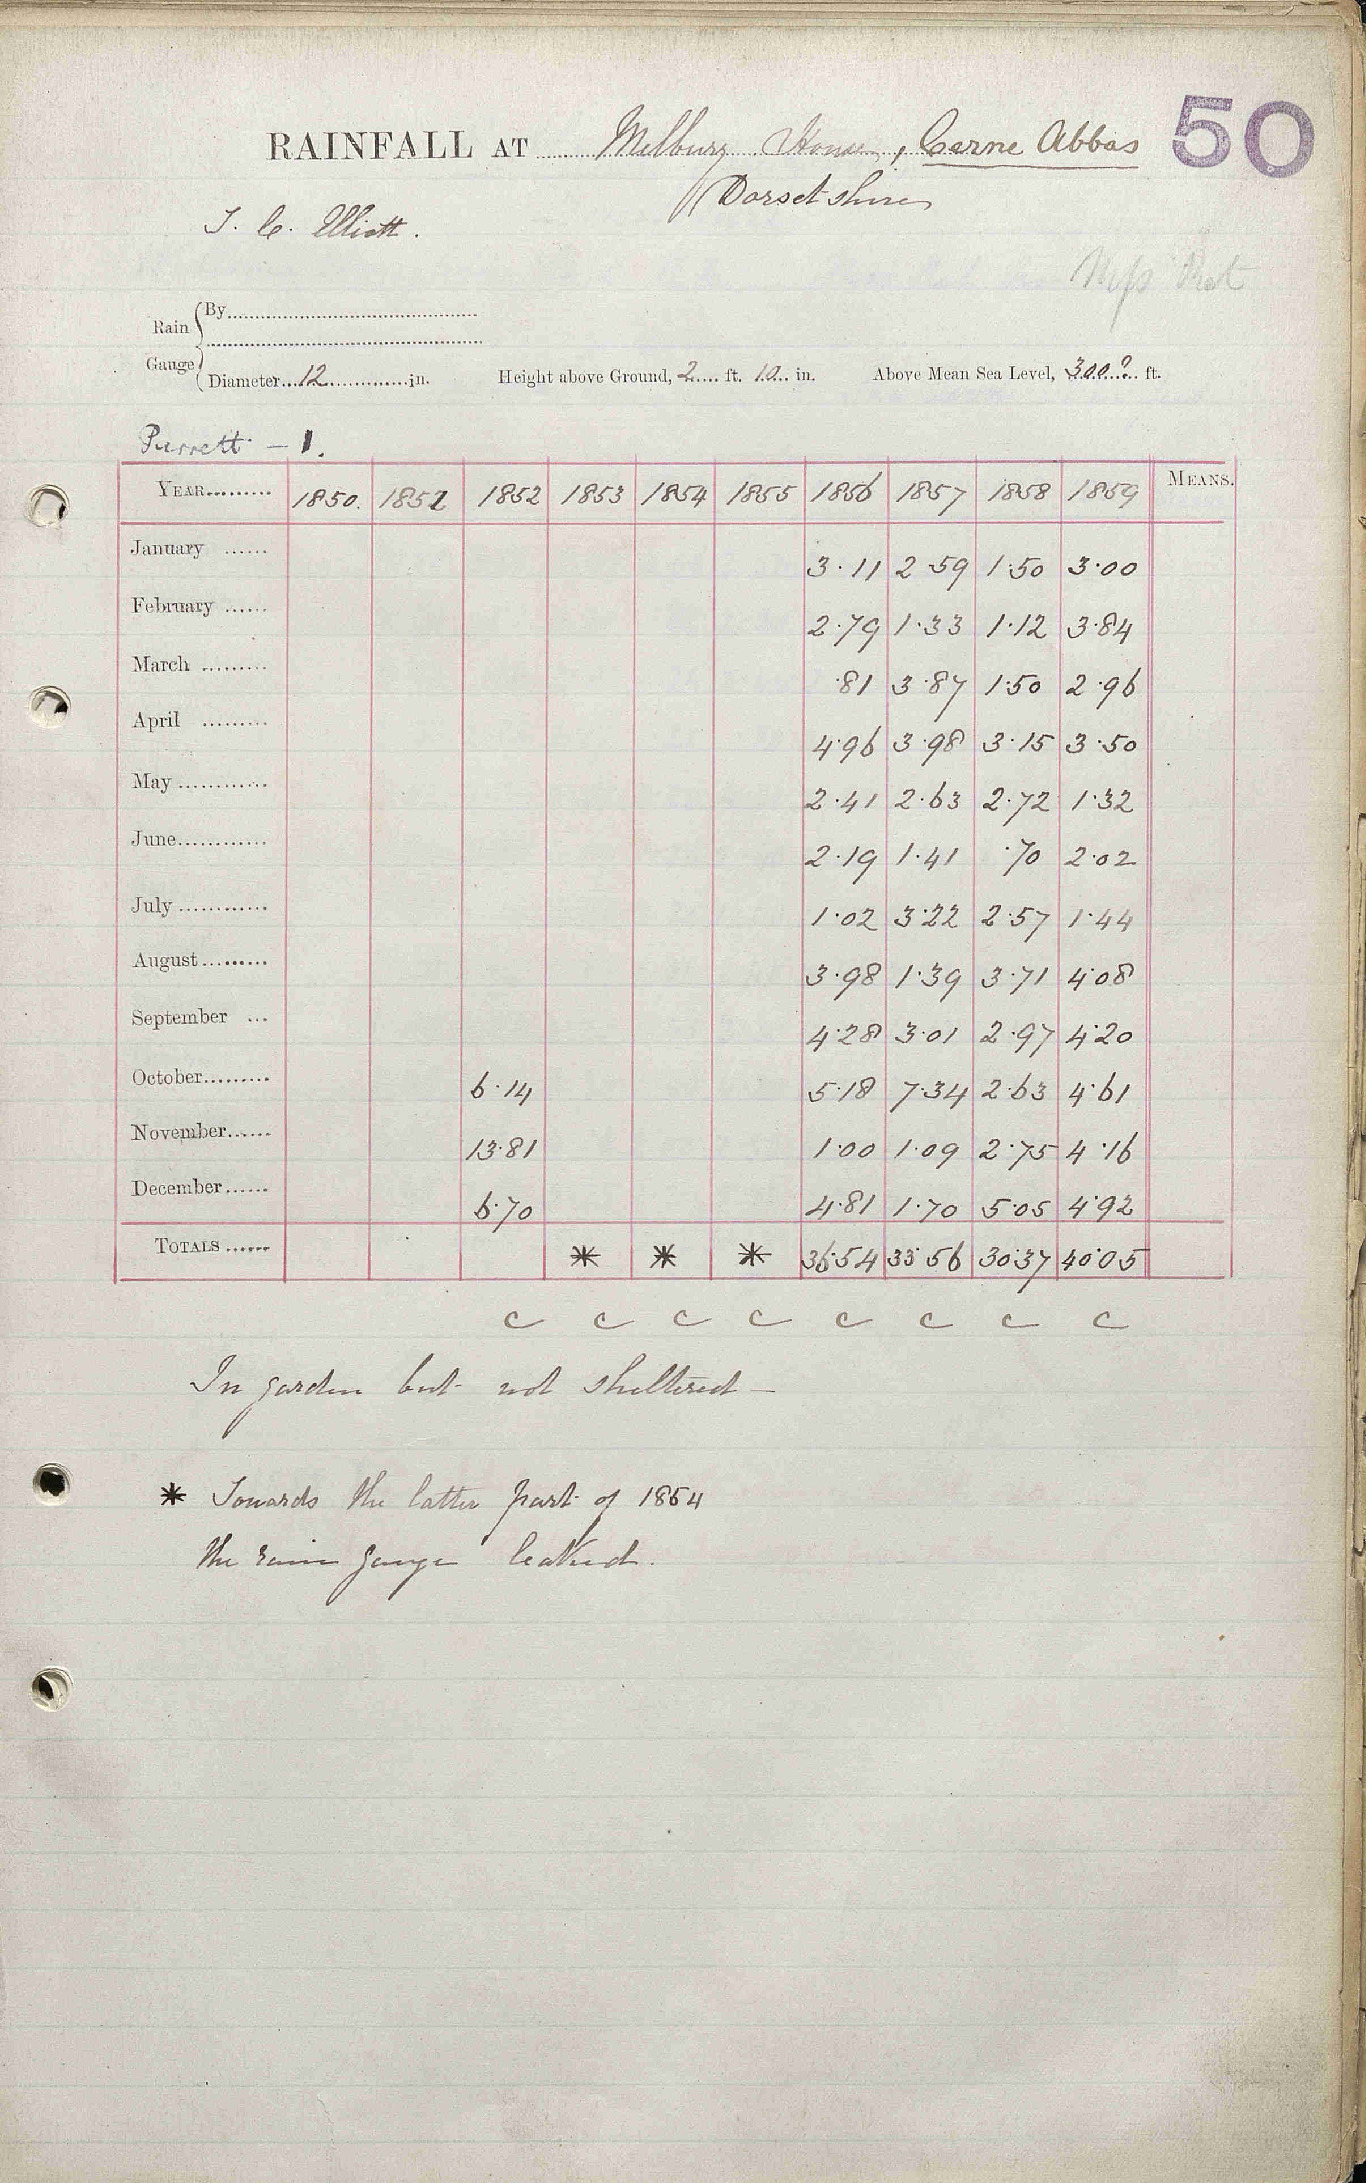 RAINFALL AT Melbury House, Cerne Abbas 50
Dorsetshire
T. C. Elliott.
Rain Gauge
By
Diameter 12 in. Height above Ground, 2 ft. 10 in. Above Mean Sea Level, 300? ft.
Parrett - 1.
YEAR 1850. 1851 1852 1853 1854 1855 1856 1857 1858 1859 MEANS.
January 3.11 2.59 1.50 3.00
February 2.79 1.33 1.12 3.84
March .81 3.87 1.50 2.96
April 4.96 3.98 3.15 3.50
May 2.41 2.63 2.72 1.32
June 2.19 1.41 .70 2.02
July 1.02 3.22 2.57 1.44
August 3.98 1.39 3.71 4.08
September 4.28 3.01 2.97 4.20
October 6.14 5.18 7.34 2.63 4.61
November 13.81 1.00 1.09 2.75 4.16
December 6.70 4.81 1.70 5.05 4.92
TOTALS * * * 36.54 33.56 30.37 40.05
c c c c c c c c
In garden but not sheltered -
* Towards the latter part of 1854
the rain gauge leaked.